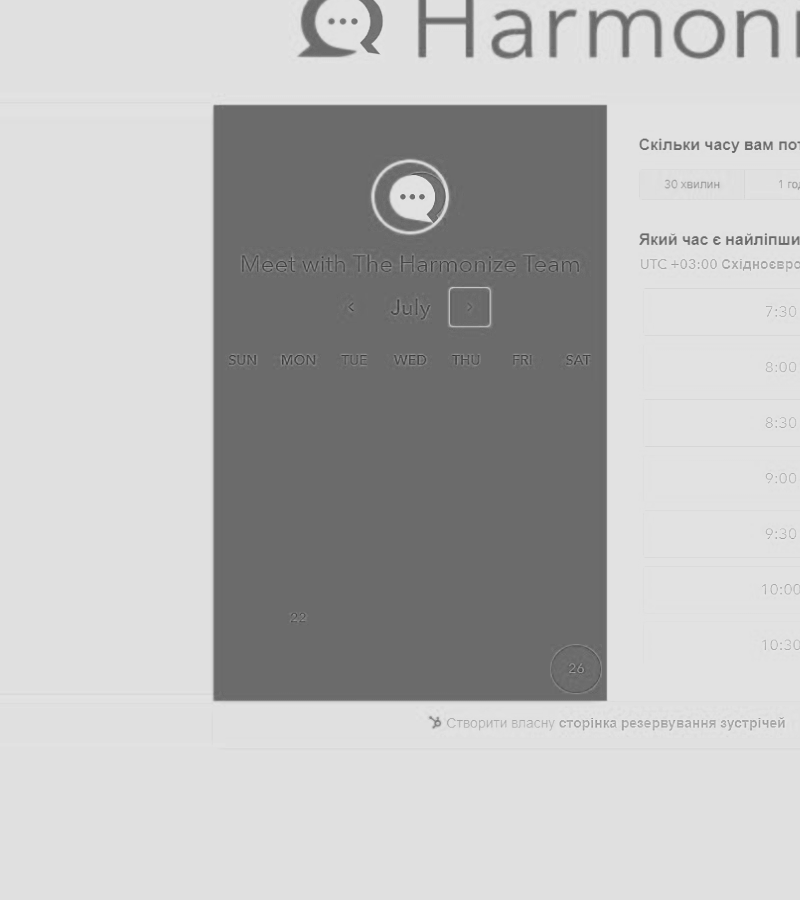 Harmoni
Meet with The Harmonize Team
July
SUN MON TUE WED THU FRI SAT
22
26
Скільки часу вам пот
30 хвилин
1 го
Який час є найліпши
UTC +03:00 Східноєвро
7:30
8:00
8:30
9:00
9:30
10:00
10:30
Створити власну сторінка резервування зустрічей